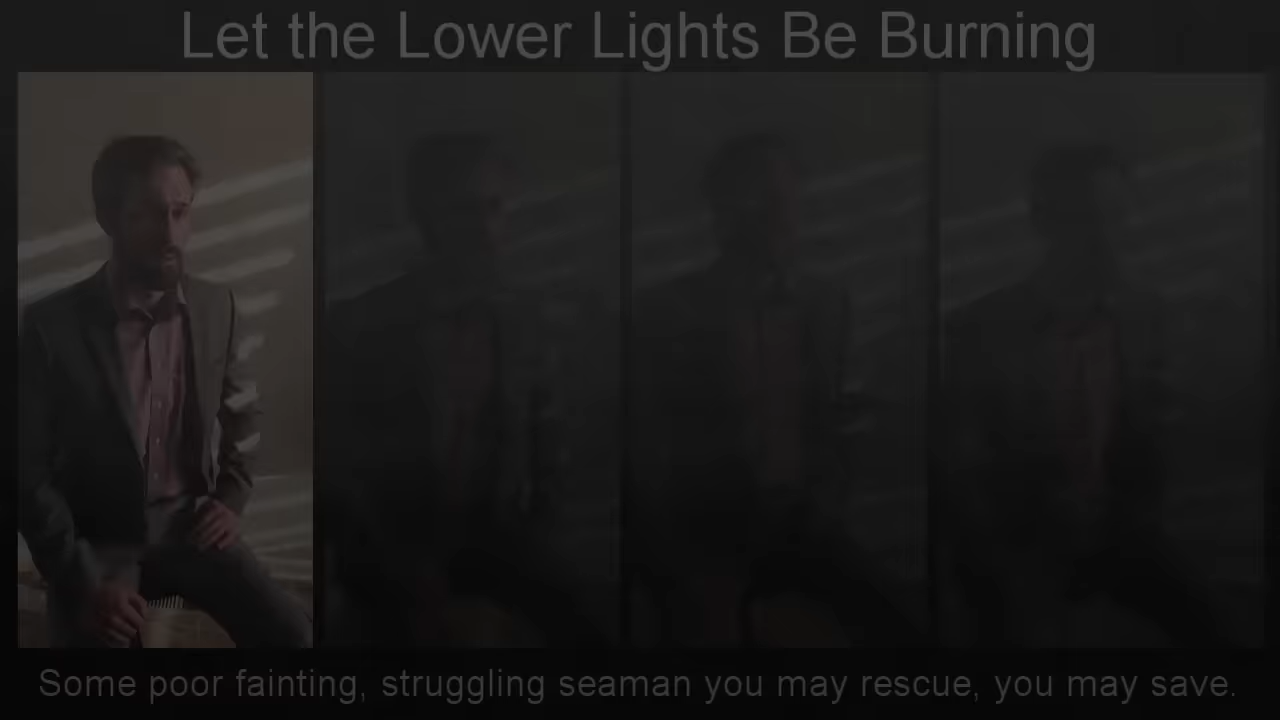 Let the Lower Lights Be Burning
Some poor fainting, struggling seaman you may rescue, you may save.